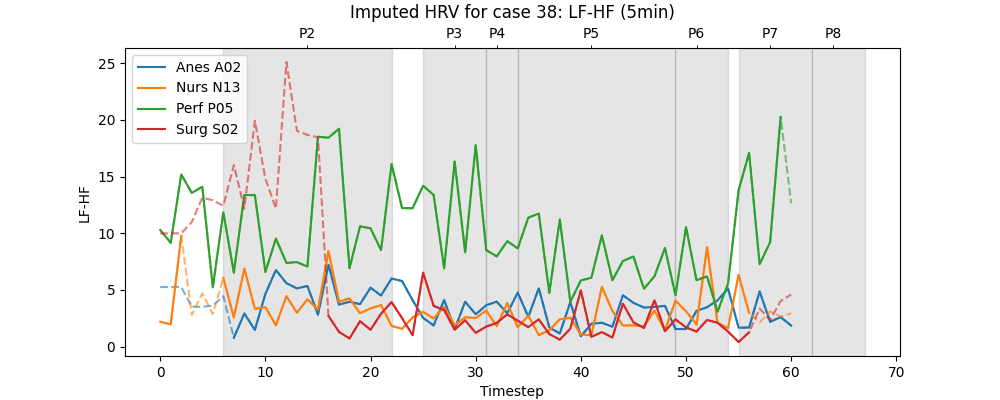 Imputed HRV for case 38: LF-HF (5min)
P2 P3 P4 P5 P6 P7 P8
Anes A02
Nurs N13
Perf P05
Surg S02
25
20
15
10
5
0
LF-HF
0 10 20 30 40 50 60 70
Timestep